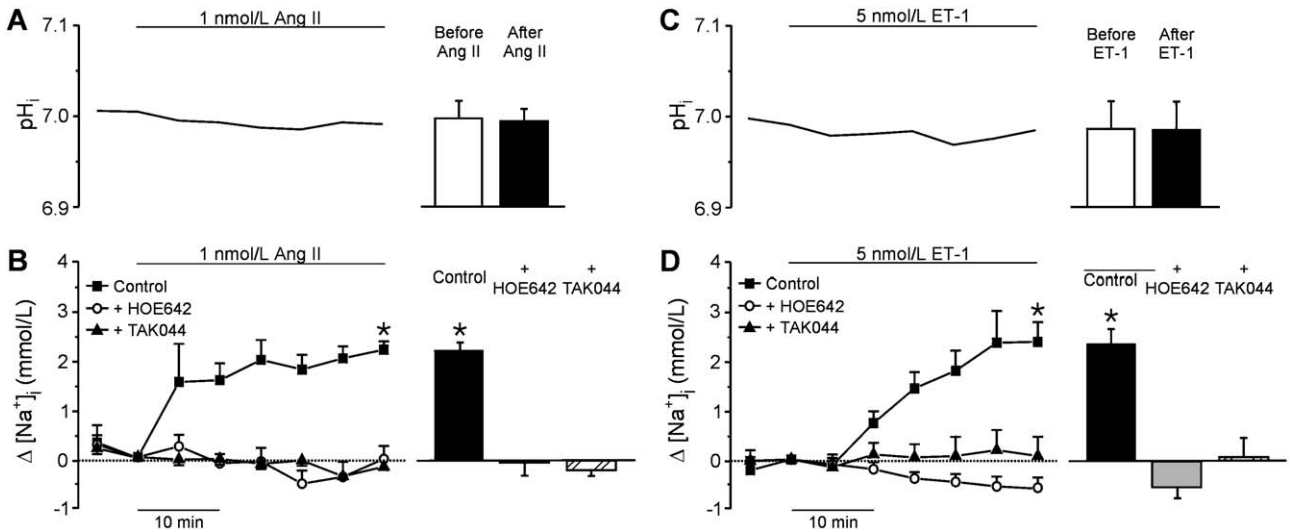 A
1 nmol/L Ang II
7.1
7.0
6.9
pHi
Before
Ang II
After
Ang II
C
5 nmol/L ET-1
7.1
7.0
6.9
pHi
Before
ET-1
After
ET-1
B
1 nmol/L Ang II
4
3
2
1
0
-1
Δ [Na+]i (mmol/L)
Control
+ HOE642
+ TAK044
*
10 min
Control
+
HOE642
+
TAK044
*
D
5 nmol/L ET-1
4
3
2
1
0
-1
Δ [Na+]i (mmol/L)
Control
+ HOE642
+ TAK044
*
10 min
Control
+
HOE642
+
TAK044
*